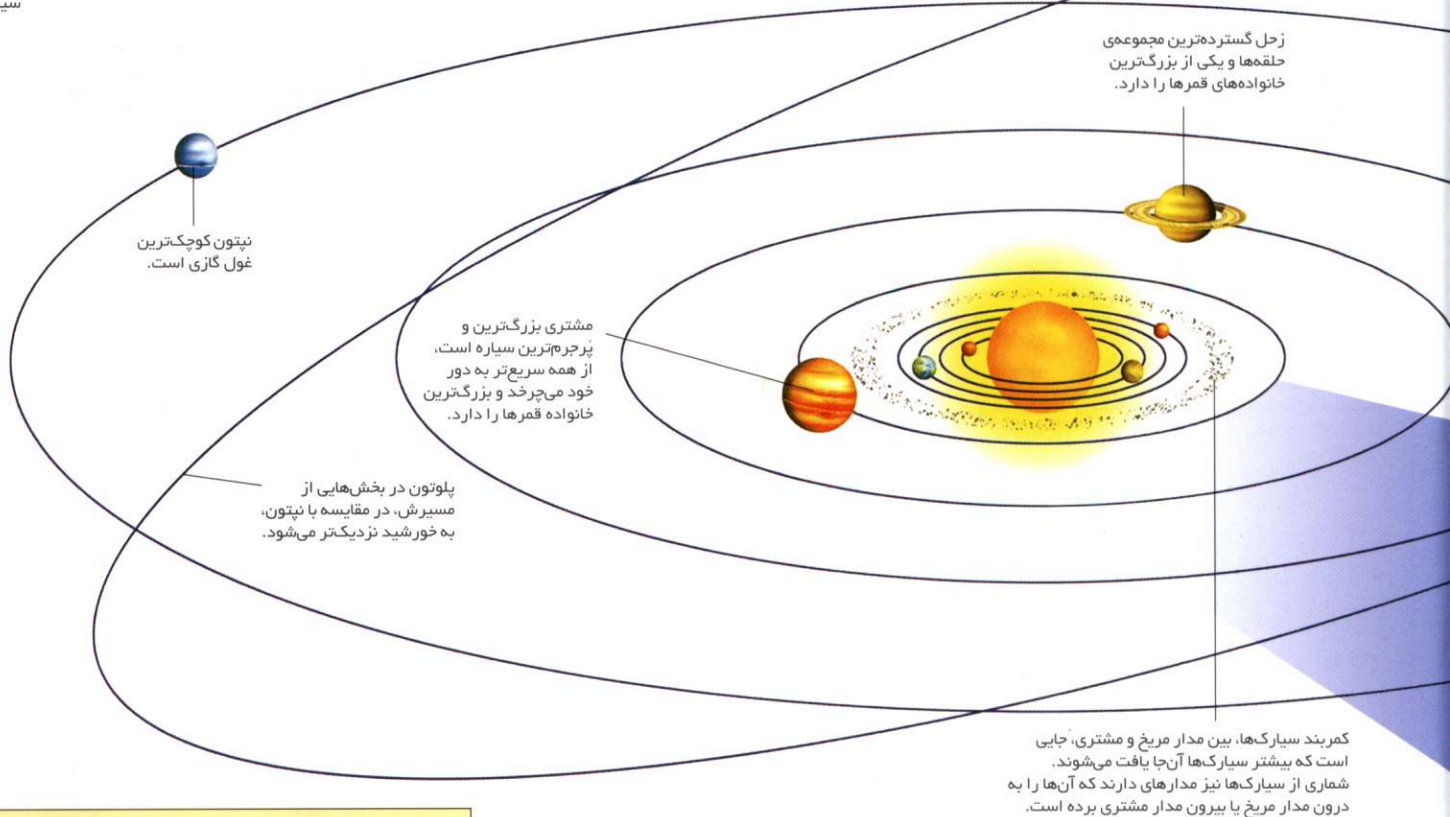 زحل گسترده‌ترین مجموعه‌ی
حلقه‌ها و یکی از بزرگ‌ترین
خانواده‌های قمرها را دارد.
نپتون کوچک‌ترین
غول گازی است.
مشتری بزرگ‌ترین و
پُرجرم‌ترین سیاره است،
از همه سریع‌تر به دور
خود می‌چرخد و بزرگ‌ترین
خانواده قمرها را دارد.
پلوتون در بخش‌هایی از
مسیرش، در مقایسه با نپتون،
به خورشید نزدیک‌تر می‌شود.
کمربند سیارک‌ها، بین مدار مریخ و مشتری، جایی
است که بیشتر سیارک‌ها آن‌جا یافت می‌شوند.
شماری از سیارک‌ها نیز مدارهای دارند که آن‌ها را به
درون مدار مریخ یا بیرون مدار مشتری برده است.